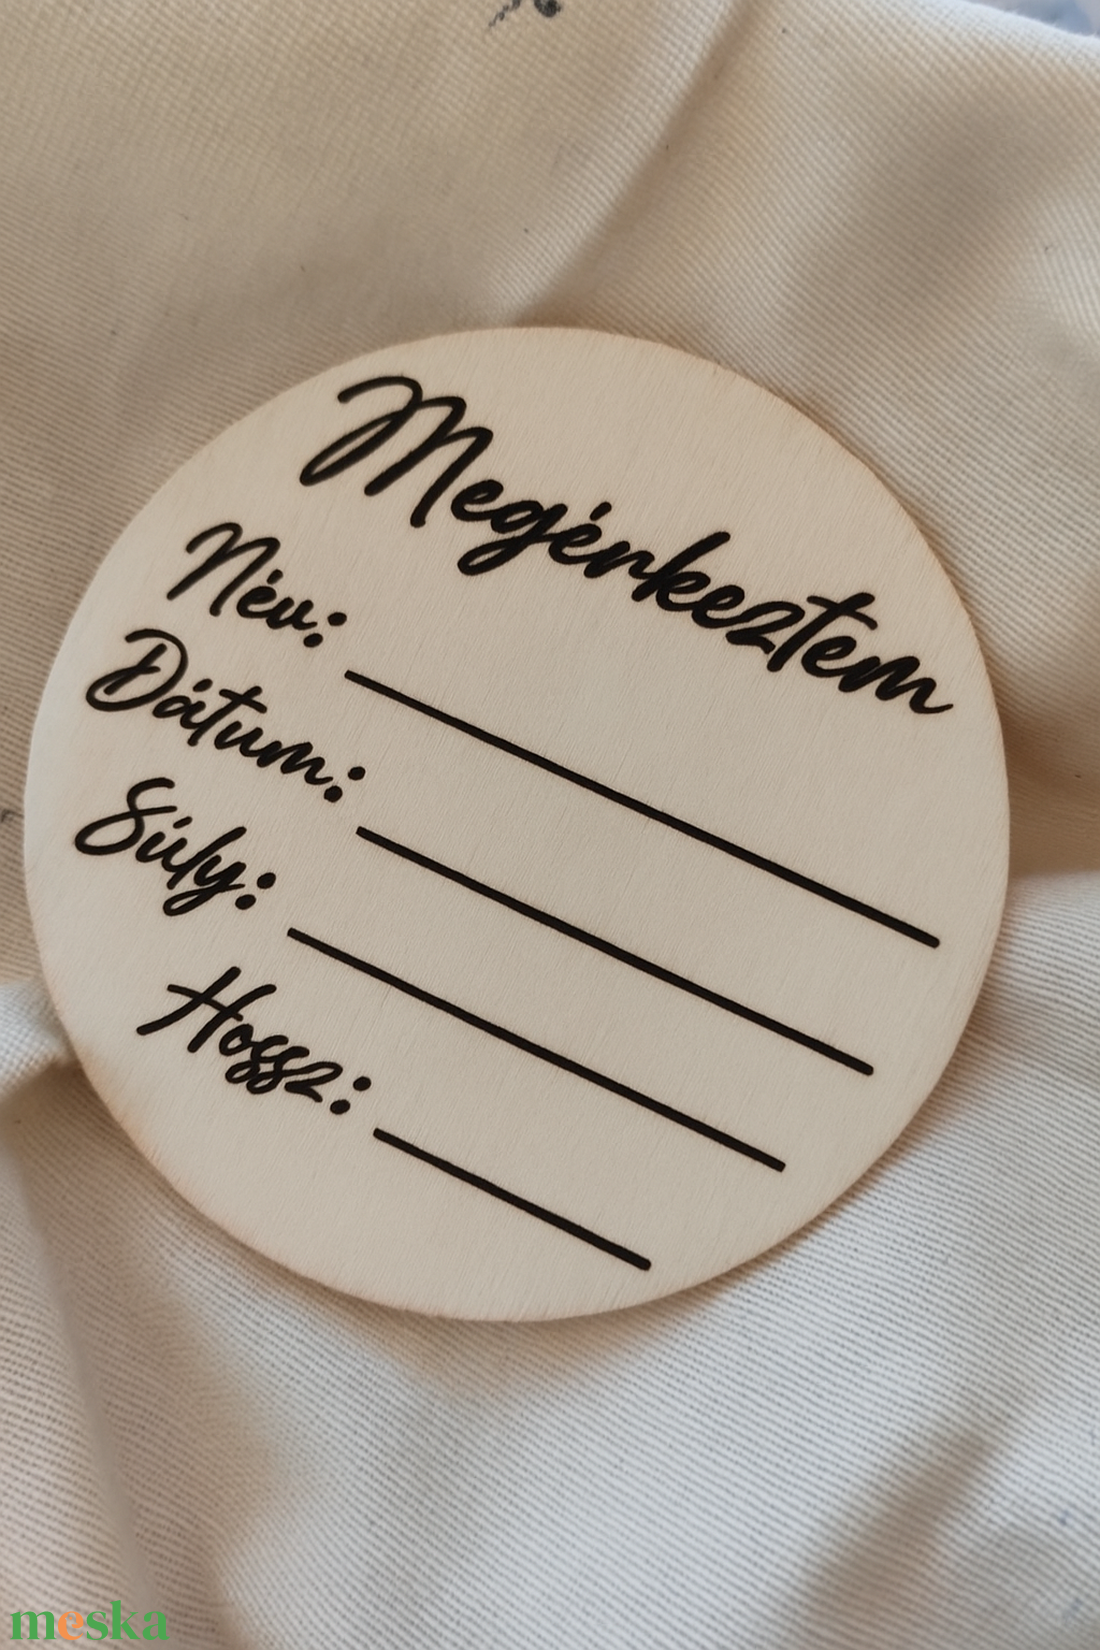 Megérkeztem
Név:
Dátum:
Súly:
Hossz:
meska